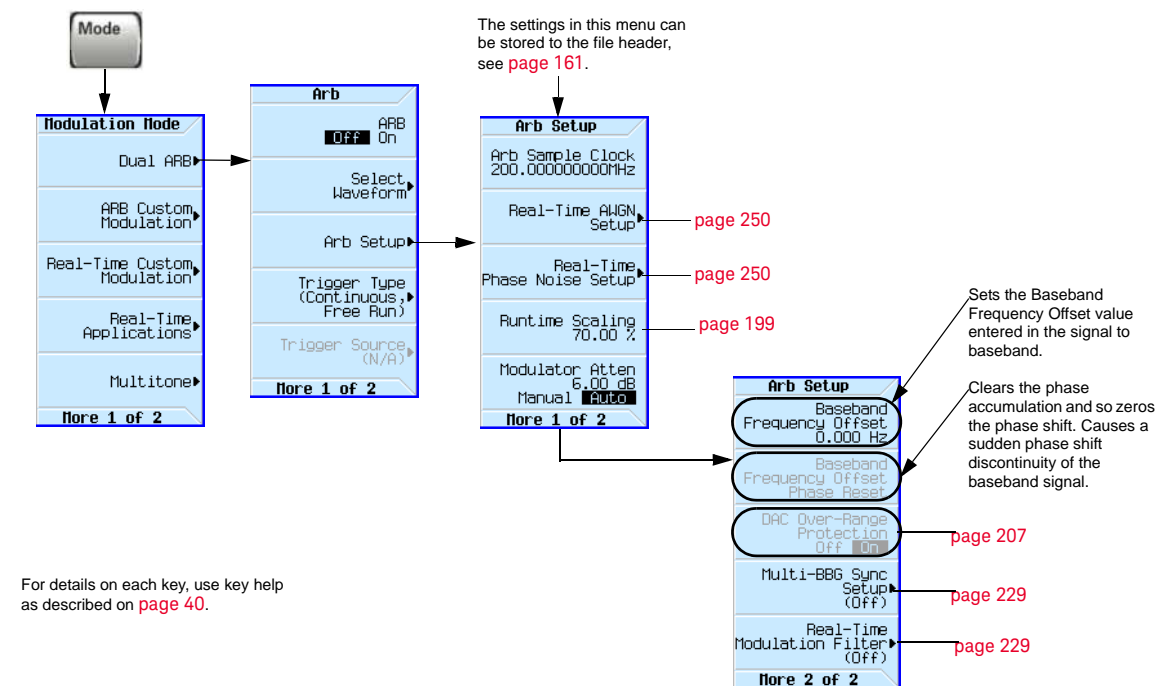 Mode
The settings in this menu can
be stored to the file header,
see page 161.
Modulation Mode
Dual ARB
ARB Custom
Modulation
Real-Time Custom
Modulation
Real-Time
Applications
Multitone
More 1 of 2
Arb
ARB
Off On
Select
Waveform
Arb Setup
Trigger Type
(Continuous,
Free Run)
Trigger Source
(N/A)
More 1 of 2
Arb Setup
Arb Sample Clock
200.000000000MHz
Real-Time AWGN
Setup
page 250
Real-Time
Phase Noise Setup
page 250
Runtime Scaling
70.00 %
page 199
Modulator Atten
6.00 dB
Manual Auto
More 1 of 2
Sets the Baseband
Frequency Offset value
entered in the signal to
baseband.
Clears the phase
accumulation and so zeros
the phase shift. Causes a
sudden phase shift
discontinuity of the
baseband signal.
Arb Setup
Baseband
Frequency Offset
0.000 Hz
Baseband
Frequency Offset
Phase Reset
DAC Over-Range
Protection
Off On
page 207
Multi-BBG Sync
Setup
(Off)
page 229
Real-Time
Modulation Filter
(Off)
page 229
More 2 of 2
For details on each key, use key help
as described on page 40.